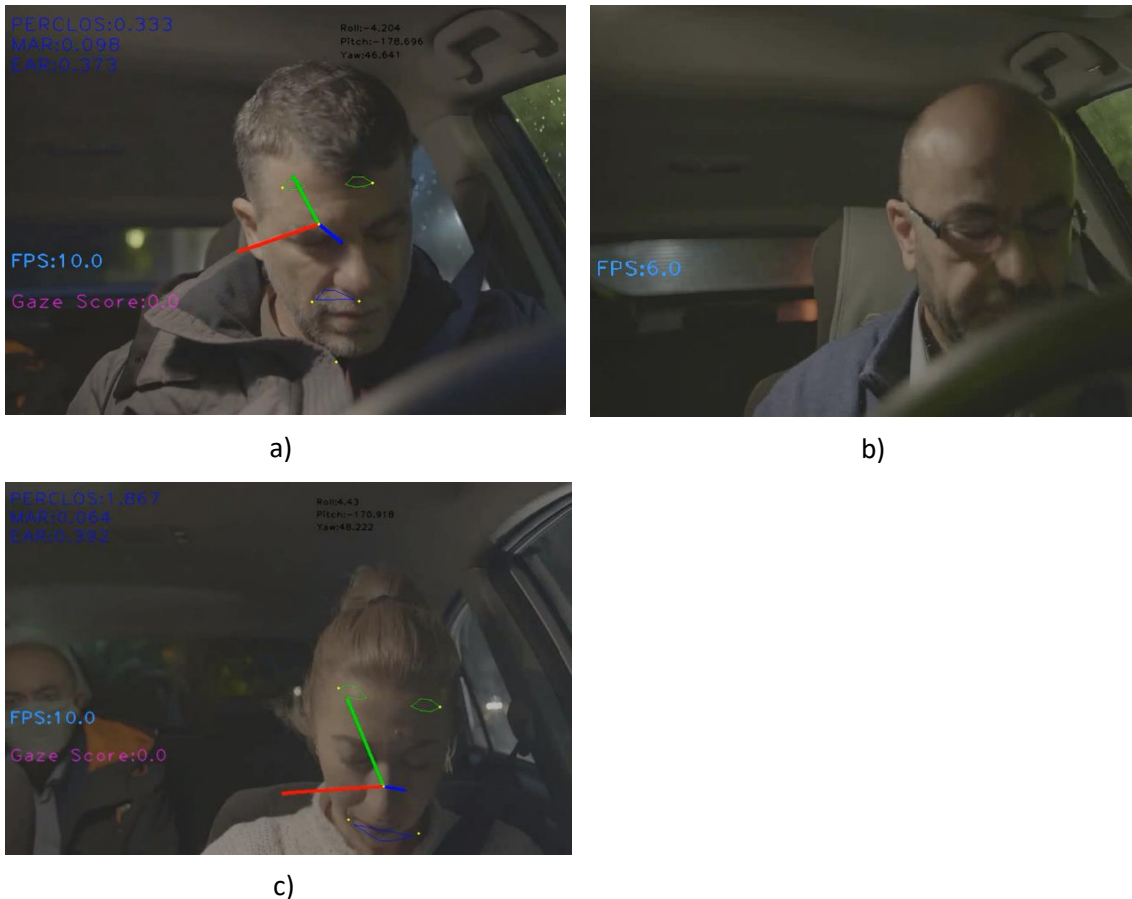 PERCLOS:0.333
MAR:0.098
EAR:0.373
Roll:-4.204
Pitch:-178.696
Yaw:46.641
FPS:10.0
Gaze Score:0.0
a)
FPS:6.0
b)
PERCLOS:1.867
MAR:0.064
EAR:0.392
Roll:4.43
Pitch:-170.918
Yaw:48.222
FPS:10.0
Gaze Score:0.0
c)